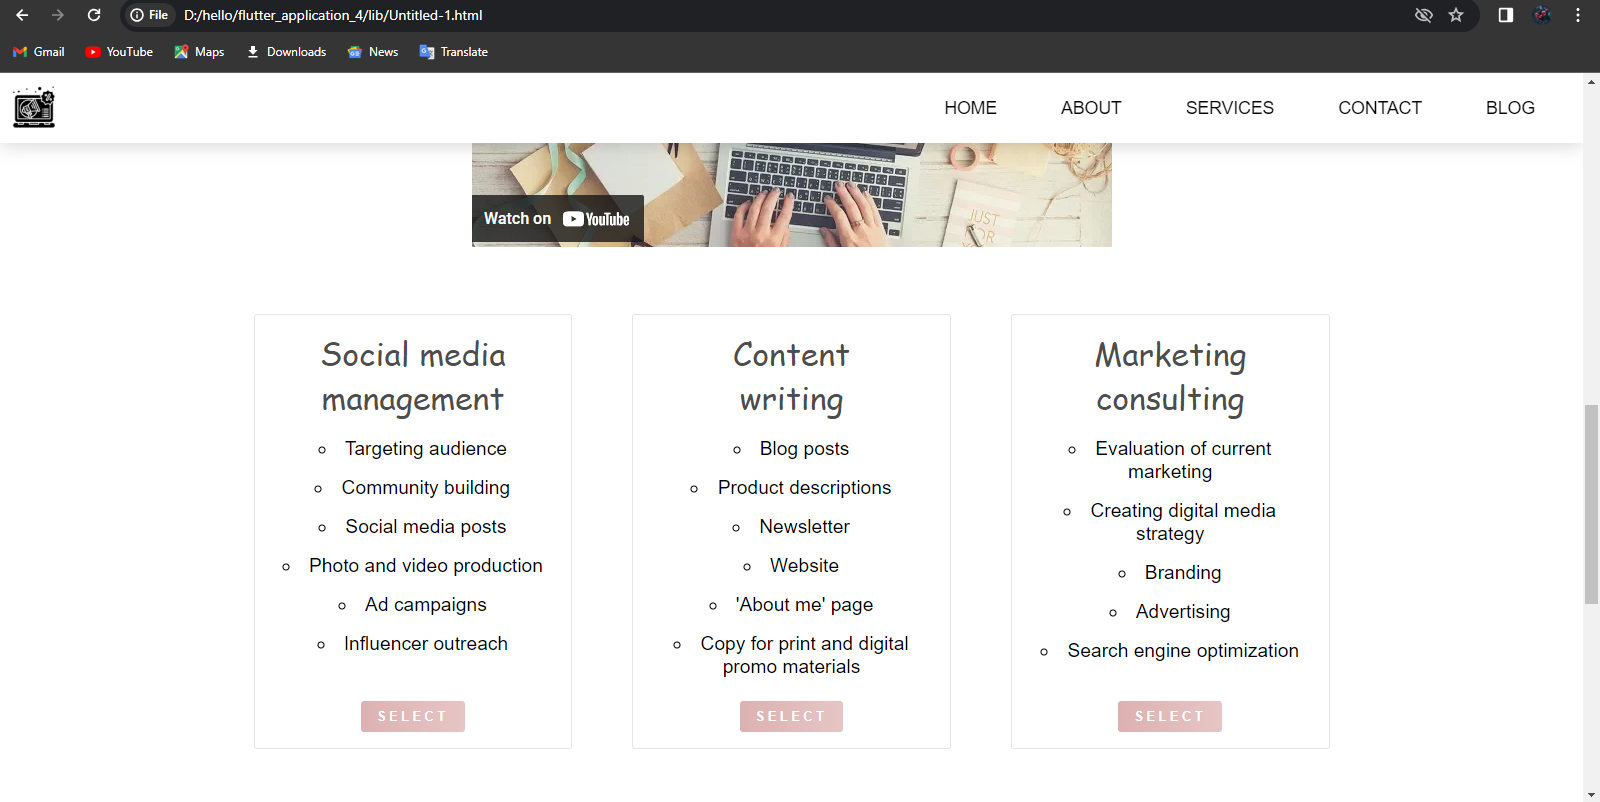 File D:/hello/flutter_application_4/lib/Untitled-1.html
Gmail YouTube Maps Downloads News Translate
HOME ABOUT SERVICES CONTACT BLOG
Watch on YouTube
JUST
FOR
Social media
management
Targeting audience
Community building
Social media posts
Photo and video production
Ad campaigns
Influencer outreach
SELECT
Content
writing
Blog posts
Product descriptions
Newsletter
Website
'About me' page
Copy for print and digital
promo materials
SELECT
Marketing
consulting
Evaluation of current
marketing
Creating digital media
strategy
Branding
Advertising
Search engine optimization
SELECT